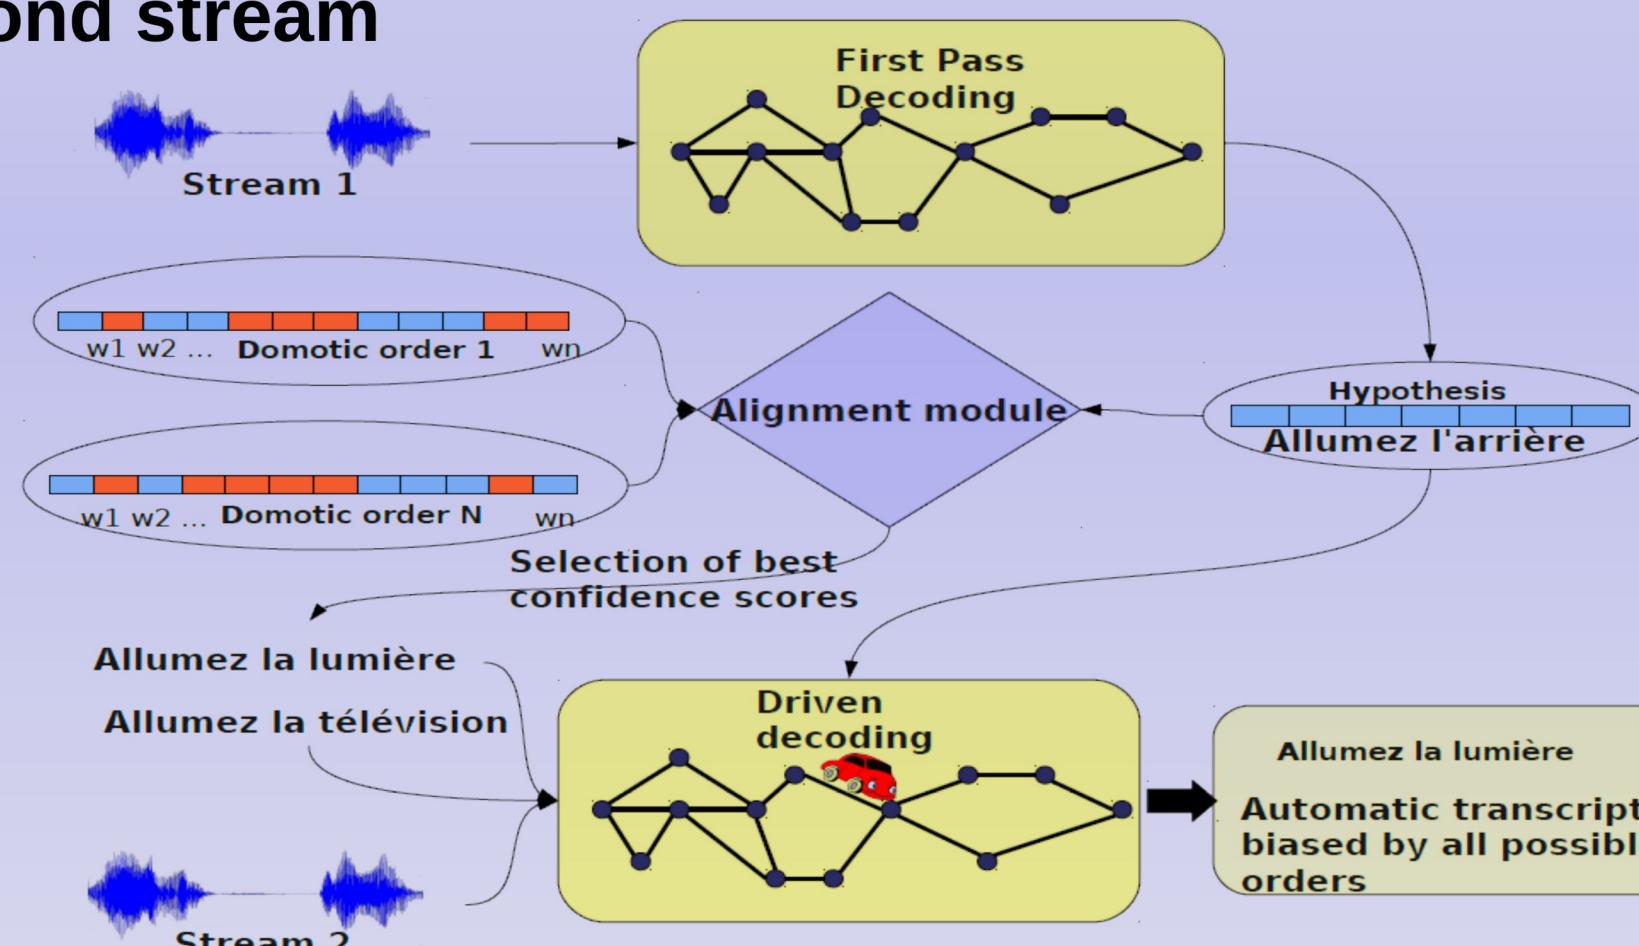 ond stream
First Pass
Decoding
Stream 1
w1 w2 ... Domotic order 1 wn
Hypothesis
Alignment module
Allumez l'arrière
w1 w2 ... Domotic order N wn
Selection of best
confidence scores
Allumez la lumière
Allumez la télévision
Driven
decoding
Allumez la lumière
Automatic transcript
biased by all possibl
orders
Stream 2